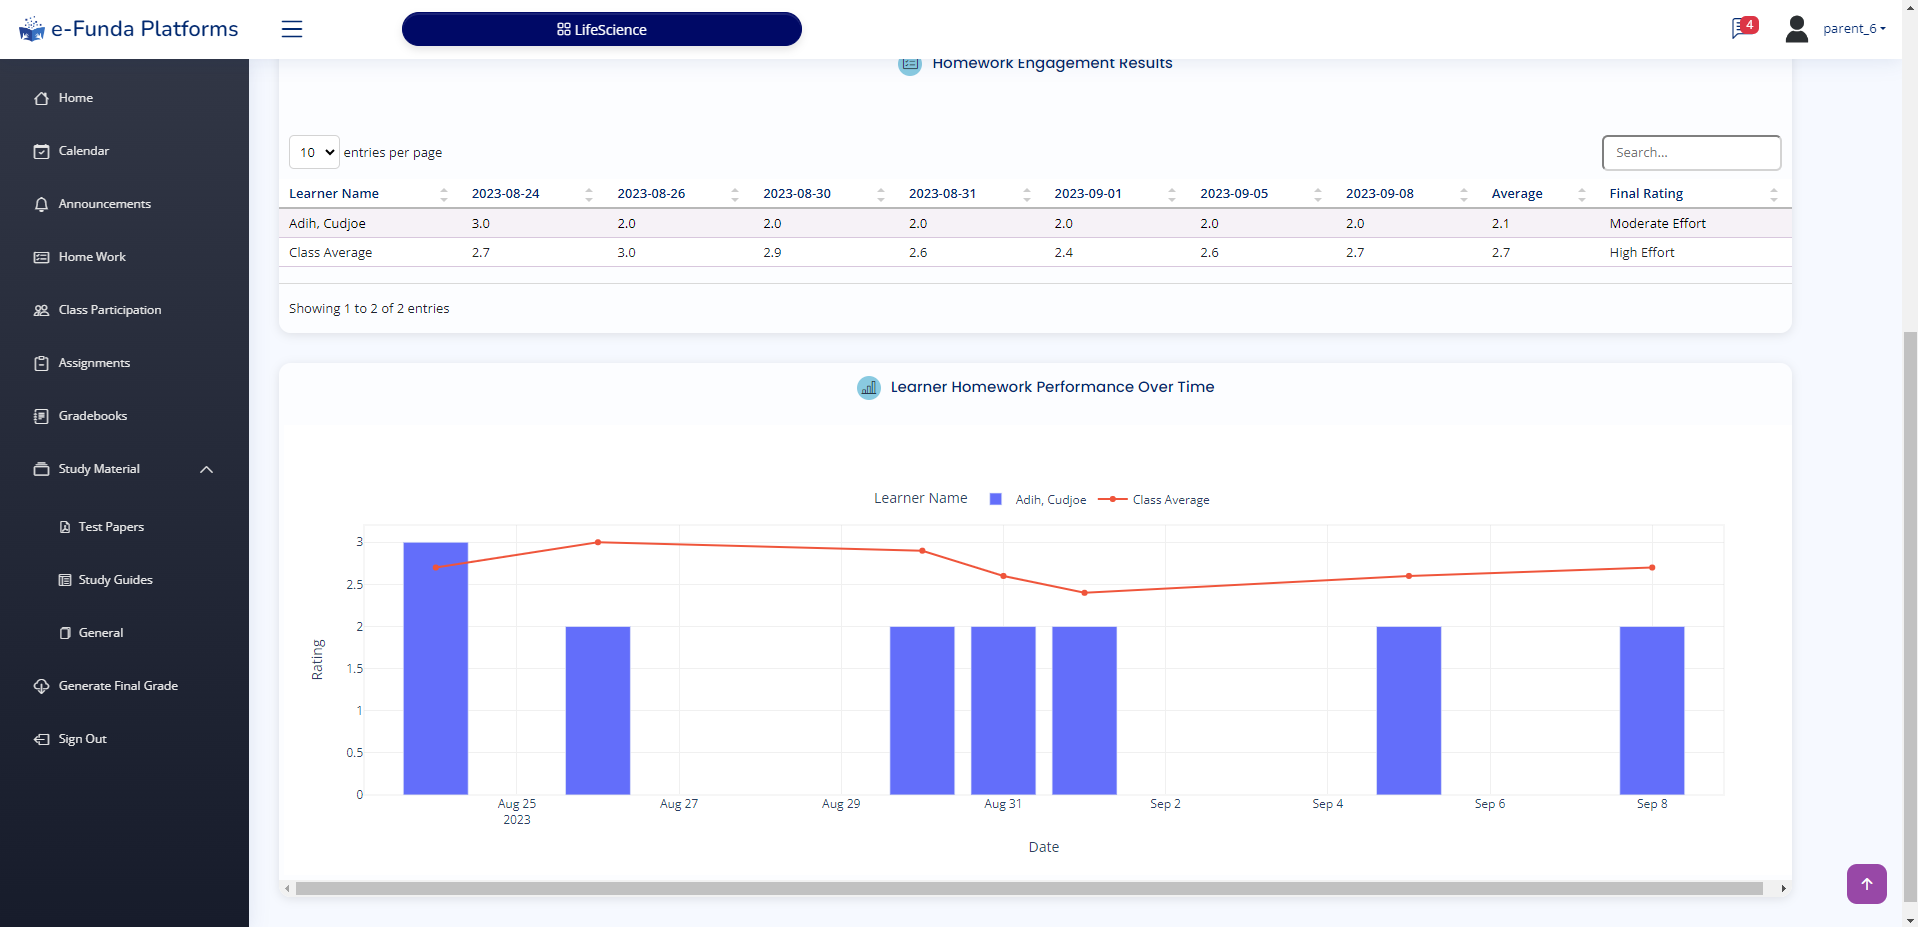 e-Funda Platforms
LifeScience
4
parent_6
Home
Calendar
Announcements
Home Work
Class Participation
Assignments
Gradebooks
Study Material
Test Papers
Study Guides
General
Generate Final Grade
Sign Out
Homework Engagement Results
10 entries per page
Search...
Learner Name 2023-08-24 2023-08-26 2023-08-30 2023-08-31 2023-09-01 2023-09-05 2023-09-08 Average Final Rating
Adih, Cudjoe 3.0 2.0 2.0 2.0 2.0 2.0 2.0 2.1 Moderate Effort
Class Average 2.7 3.0 2.9 2.6 2.4 2.6 2.7 2.7 High Effort
Showing 1 to 2 of 2 entries
Learner Homework Performance Over Time
Learner Name Adih, Cudjoe Class Average
3
2.5
2
1.5
1
0.5
0
Rating
Aug 25 Aug 27 Aug 29 Aug 31 Sep 2 Sep 4 Sep 6 Sep 8
2023
Date